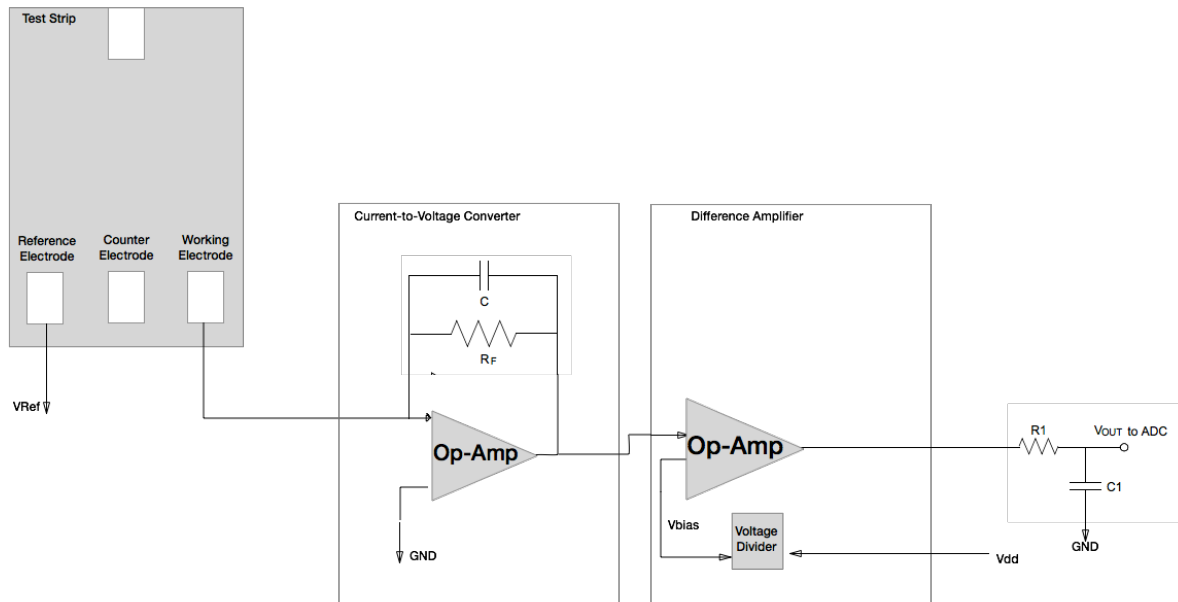 Test Strip
Reference
Electrode
Counter
Electrode
Working
Electrode
VRef
Current-to-Voltage Converter
C
RF
Op-Amp
GND
Difference Amplifier
Op-Amp
Vbias
Voltage
Divider
Vdd
R1
VOUT to ADC
C1
GND